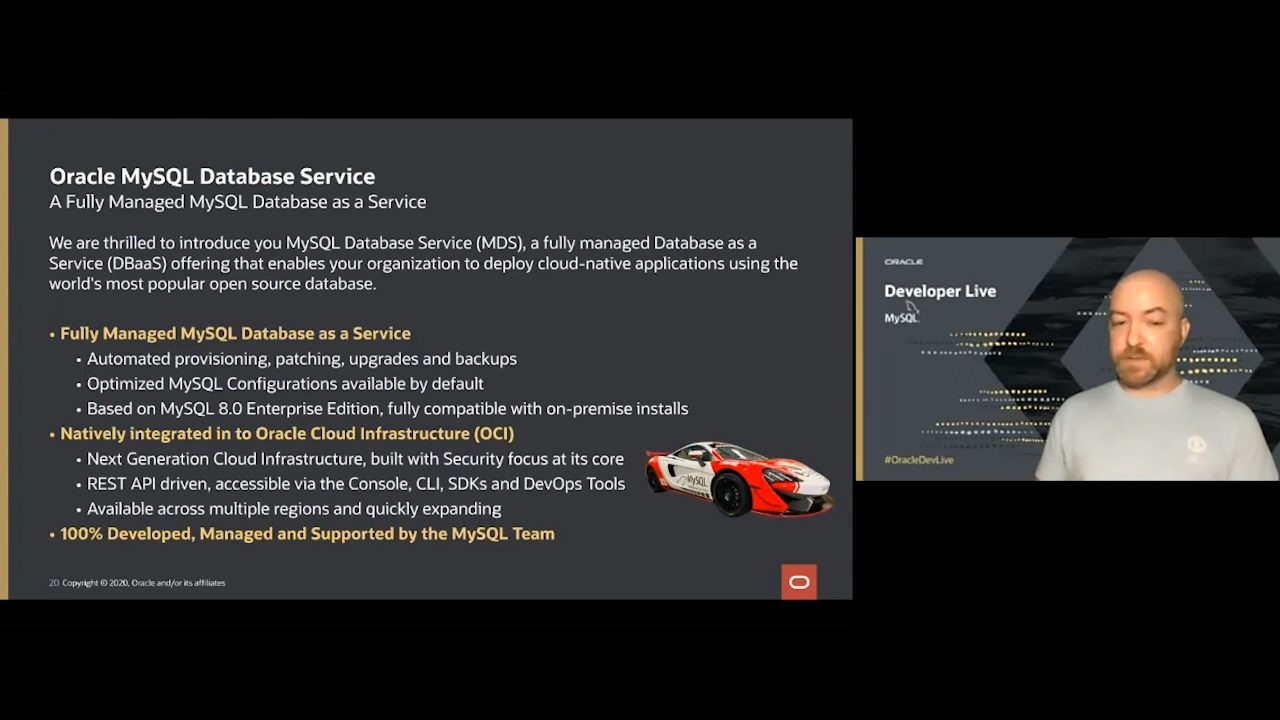 Oracle MySQL Database Service
A Fully Managed MySQL Database as a Service
We are thrilled to introduce you MySQL Database Service (MDS), a fully managed Database as a
Service (DBaaS) offering that enables your organization to deploy cloud-native applications using the
world's most popular open source database.
• Fully Managed MySQL Database as a Service
• Automated provisioning, patching, upgrades and backups
• Optimized MySQL Configurations available by default
• Based on MySQL 8.0 Enterprise Edition, fully compatible with on-premise installs
• Natively integrated in to Oracle Cloud Infrastructure (OCI)
• Next Generation Cloud Infrastructure, built with Security focus at its core
• REST API driven, accessible via the Console, CLI, SDKs and DevOps Tools
• Available across multiple regions and quickly expanding
• 100% Developed, Managed and Supported by the MySQL Team
MySQL
20 Copyright © 2020, Oracle and/or its affiliates
ORACLE
Developer Live
MySQL
#OracleDevLive